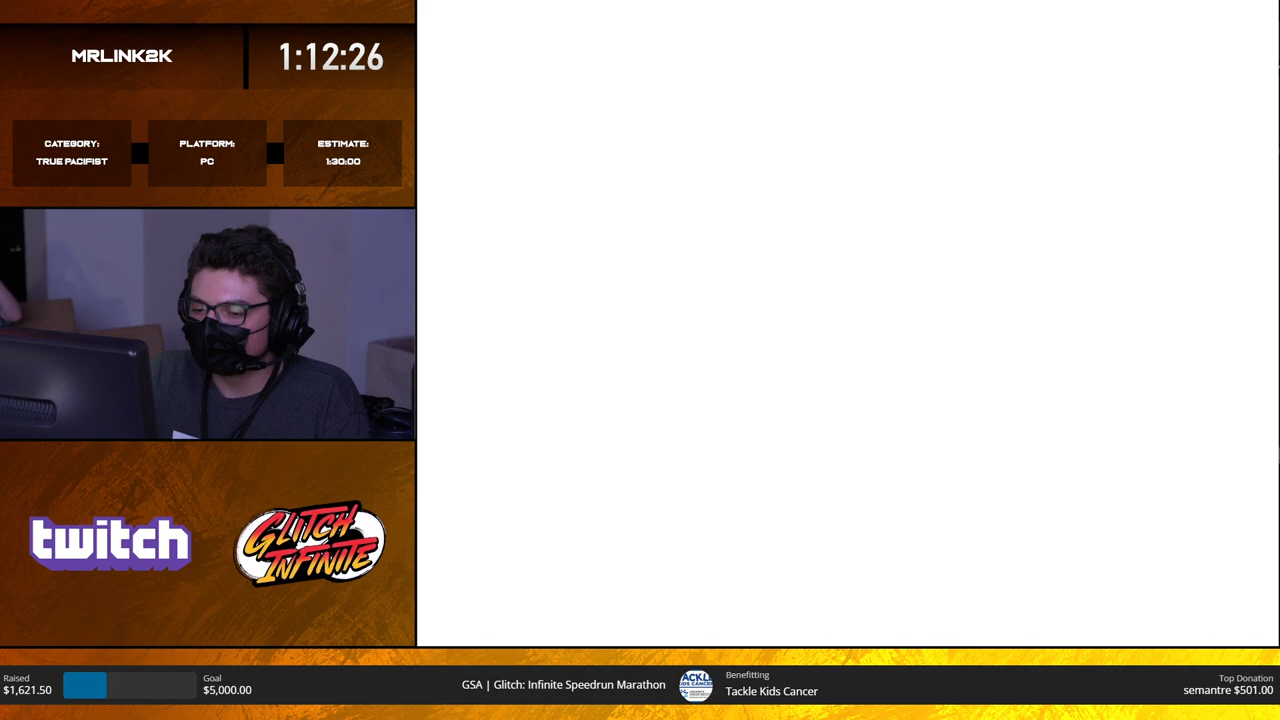 MRLINK2K
1:12:26
CATEGORY:
TRUE PACIFIST
PLATFORM:
PC
ESTIMATE:
1:30:00
twitch
GLITCH
INFINITE
Raised
$1,621.50
Goal
$5,000.00
GSA | Glitch: Infinite Speedrun Marathon
Benefitting
Tackle Kids Cancer
Top Donation
semantre $501.00